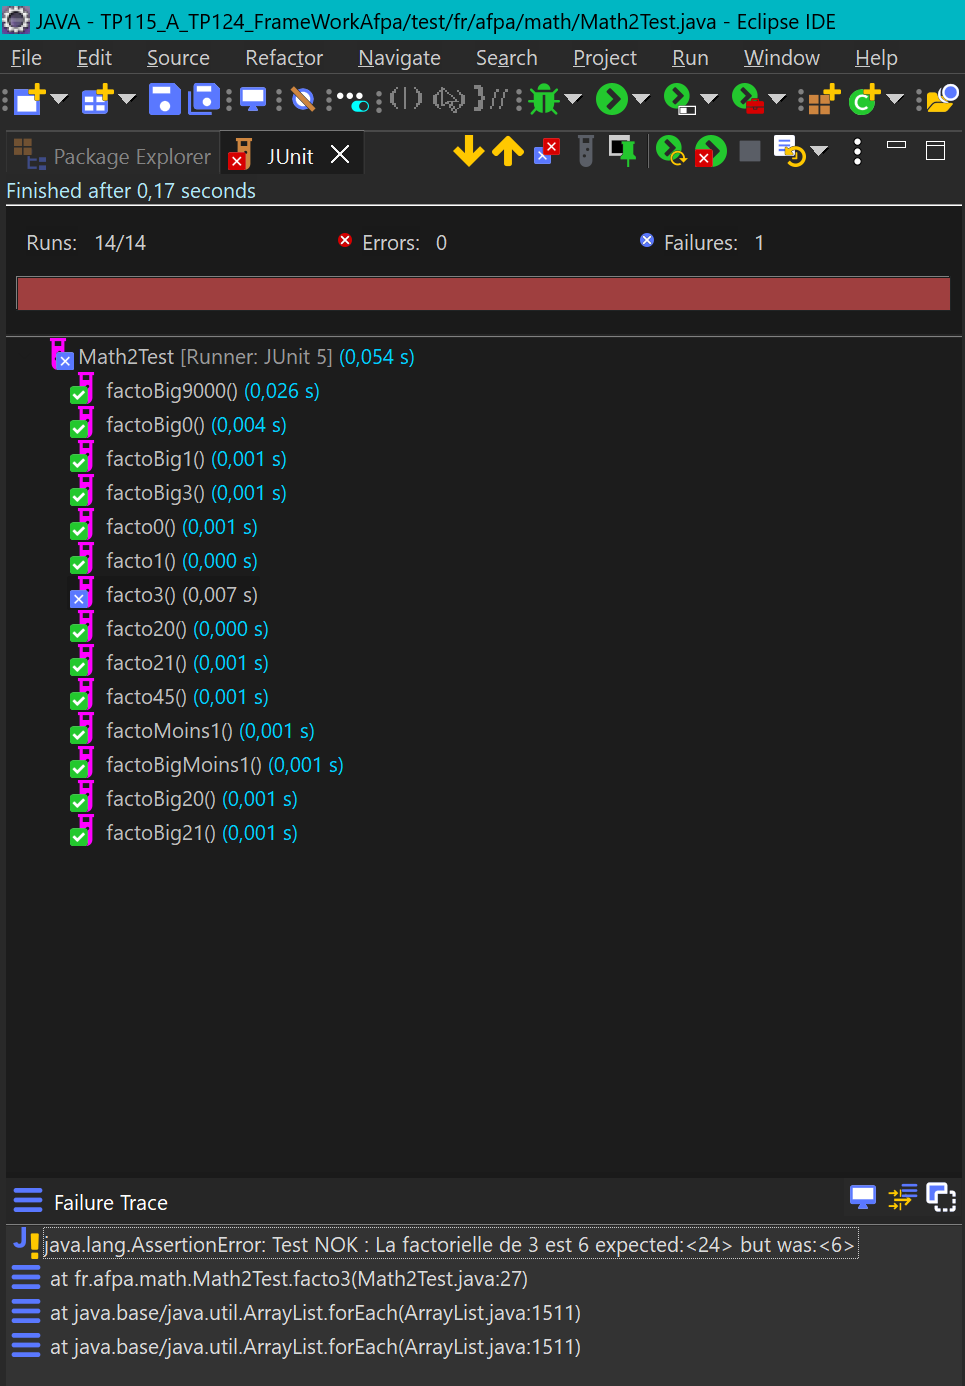 JAVA - TP115_A_TP124_FrameWorkAfpa/test/fr/afpa/math/Math2Test.java - Eclipse IDE
File Edit Source Refactor Navigate Search Project Run Window Help
Package Explorer JUnit
Finished after 0,17 seconds
Runs: 14/14 Errors: 0 Failures: 1
Math2Test [Runner: JUnit 5] (0,054 s)
factoBig9000() (0,026 s)
factoBig0() (0,004 s)
factoBig1() (0,001 s)
factoBig3() (0,001 s)
facto0() (0,001 s)
facto1() (0,000 s)
facto3() (0,007 s)
facto20() (0,000 s)
facto21() (0,001 s)
facto45() (0,001 s)
factoMoins1() (0,001 s)
factoBigMoins1() (0,001 s)
factoBig20() (0,001 s)
factoBig21() (0,001 s)
Failure Trace
java.lang.AssertionError: Test NOK : La factorielle de 3 est 6 expected:<24> but was:<6>
at fr.afpa.math.Math2Test.facto3(Math2Test.java:27)
at java.base/java.util.ArrayList.forEach(ArrayList.java:1511)
at java.base/java.util.ArrayList.forEach(ArrayList.java:1511)